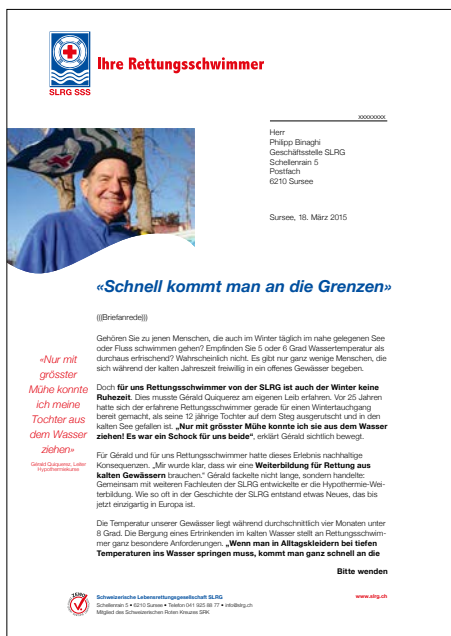 Ihre Rettungsschwimmer
SLRG SSS
xxxxxxxx
Herr
Philipp Binaghi
Geschäftsstelle SLRG
Schellenrain 5
Postfach
6210 Sursee
Sursee, 18. März 2015
«Schnell kommt man an die Grenzen»
(((Briefanrede)))
Gehören Sie zu jenen Menschen, die auch im Winter täglich im nahe gelegenen See
oder Fluss schwimmen gehen? Empfinden Sie 5 oder 6 Grad Wassertemperatur als
durchaus erfrischend? Wahrscheinlich nicht. Es gibt nur ganz wenige Menschen, die
sich während der kalten Jahreszeit freiwillig in ein offenes Gewässer begeben.
«Nur mit
grösster
Mühe konnte
ich meine
Tochter aus
dem Wasser
ziehen»
Gérald Quiquerez, Leiter
Hypothermiekurse
Doch für uns Rettungsschwimmer von der SLRG ist auch der Winter keine
Ruhezeit. Dies musste Gérald Quiquerez am eigenen Leib erfahren. Vor 25 Jahren
hatte sich der erfahrene Rettungsschwimmer gerade für einen Wintertauchgang
bereit gemacht, als seine 12 jährige Tochter auf dem Steg ausgerutscht und in den
kalten See gefallen ist. „Nur mit grösster Mühe konnte ich sie aus dem Wasser
ziehen! Es war ein Schock für uns beide", erklärt Gérald sichtlich bewegt.
Für Gérald und für uns Rettungsschwimmer hatte dieses Erlebnis nachhaltige
Konsequenzen. „Mir wurde klar, dass wir eine Weiterbildung für Rettung aus
kalten Gewässern brauchen." Gérald fackelte nicht lange, sondern handelte:
Gemeinsam mit weiteren Fachleuten der SLRG entwickelte er die Hypothermie-Wei-
terbildung. Wie so oft in der Geschichte der SLRG entstand etwas Neues, das bis
jetzt einzigartig in Europa ist.
Die Temperatur unserer Gewässer liegt während durchschnittlich vier Monaten unter
8 Grad. Die Bergung eines Ertrinkenden im kalten Wasser stellt an Rettungsschwim-
mer ganz besondere Anforderungen. „Wenn man in Alltagskleidern bei tiefen
Temperaturen ins Wasser springen muss, kommt man ganz schnell an die
Bitte wenden
ZEWO
Schweizerische Lebensrettungsgesellschaft SLRG
Schellenrain 5 • 6210 Sursee • Telefon 041 925 88 77 • info@slrg.ch
Mitglied des Schweizerischen Roten Kreuzes SRK
www.slrg.ch